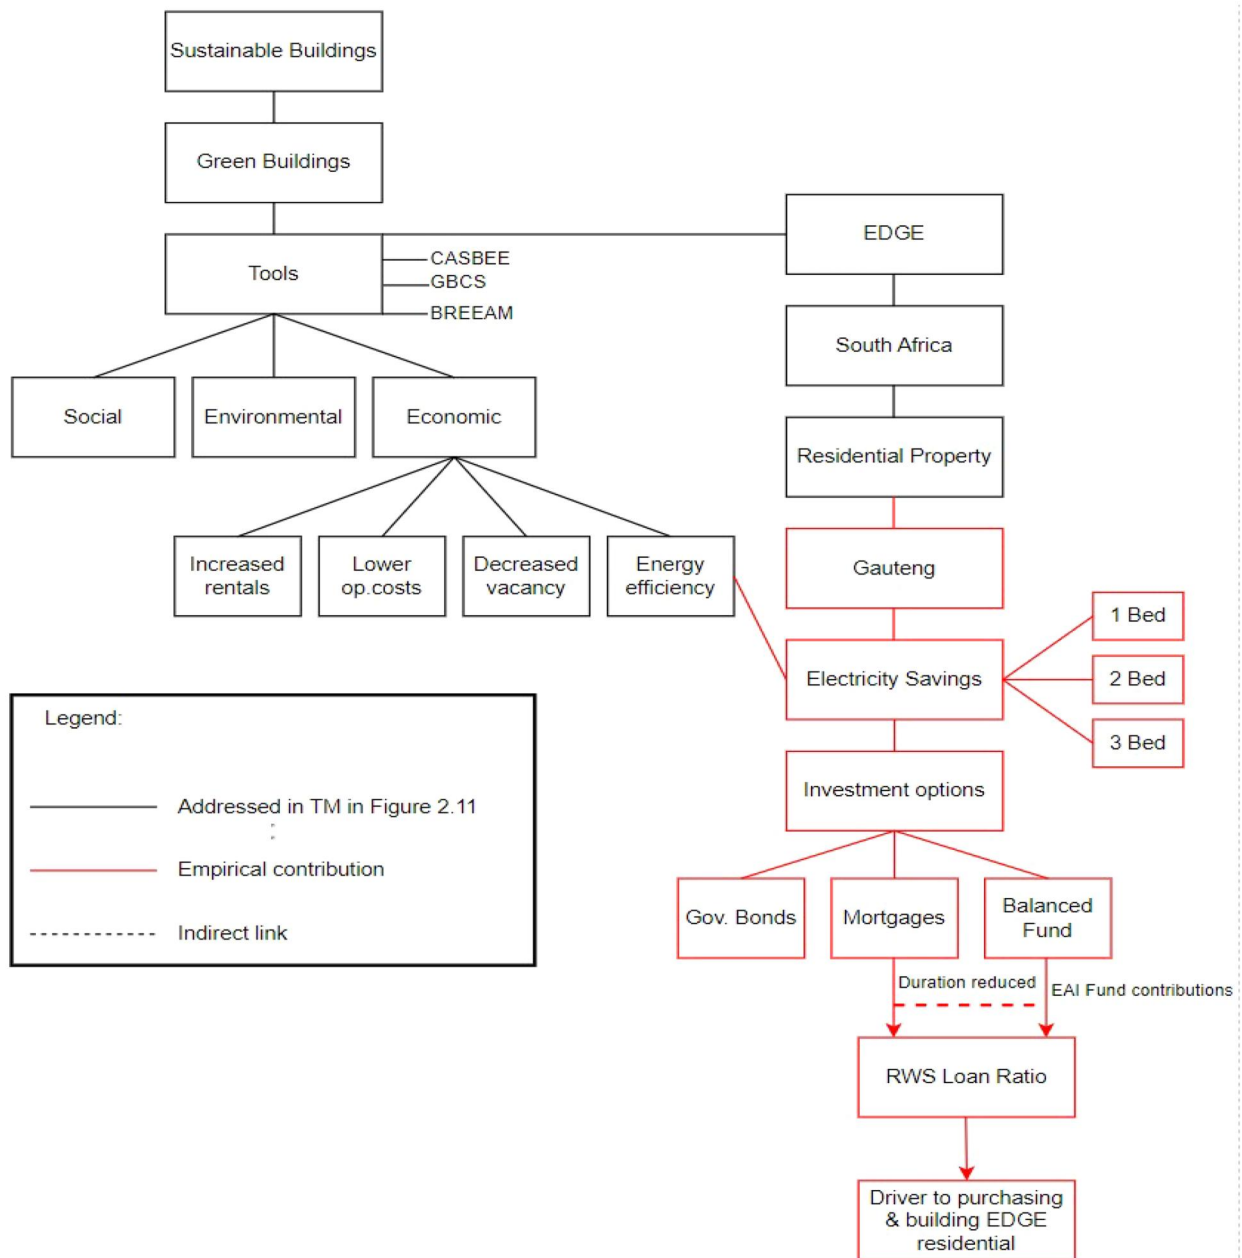 Sustainable Buildings
Green Buildings
Tools
CASBEE
GBCS
BREEAM
EDGE
South Africa
Social
Environmental
Economic
Residential Property
Increased
rentals
Lower
op.costs
Decreased
vacancy
Energy
efficiency
Gauteng
1 Bed
Electricity Savings
2 Bed
3 Bed
Legend:
Addressed in TM in Figure 2.11
Empirical contribution
Indirect link
Investment options
Gov. Bonds
Mortgages
Balanced
Fund
Duration reduced
EAI Fund contributions
RWS Loan Ratio
Driver to purchasing
& building EDGE
residential